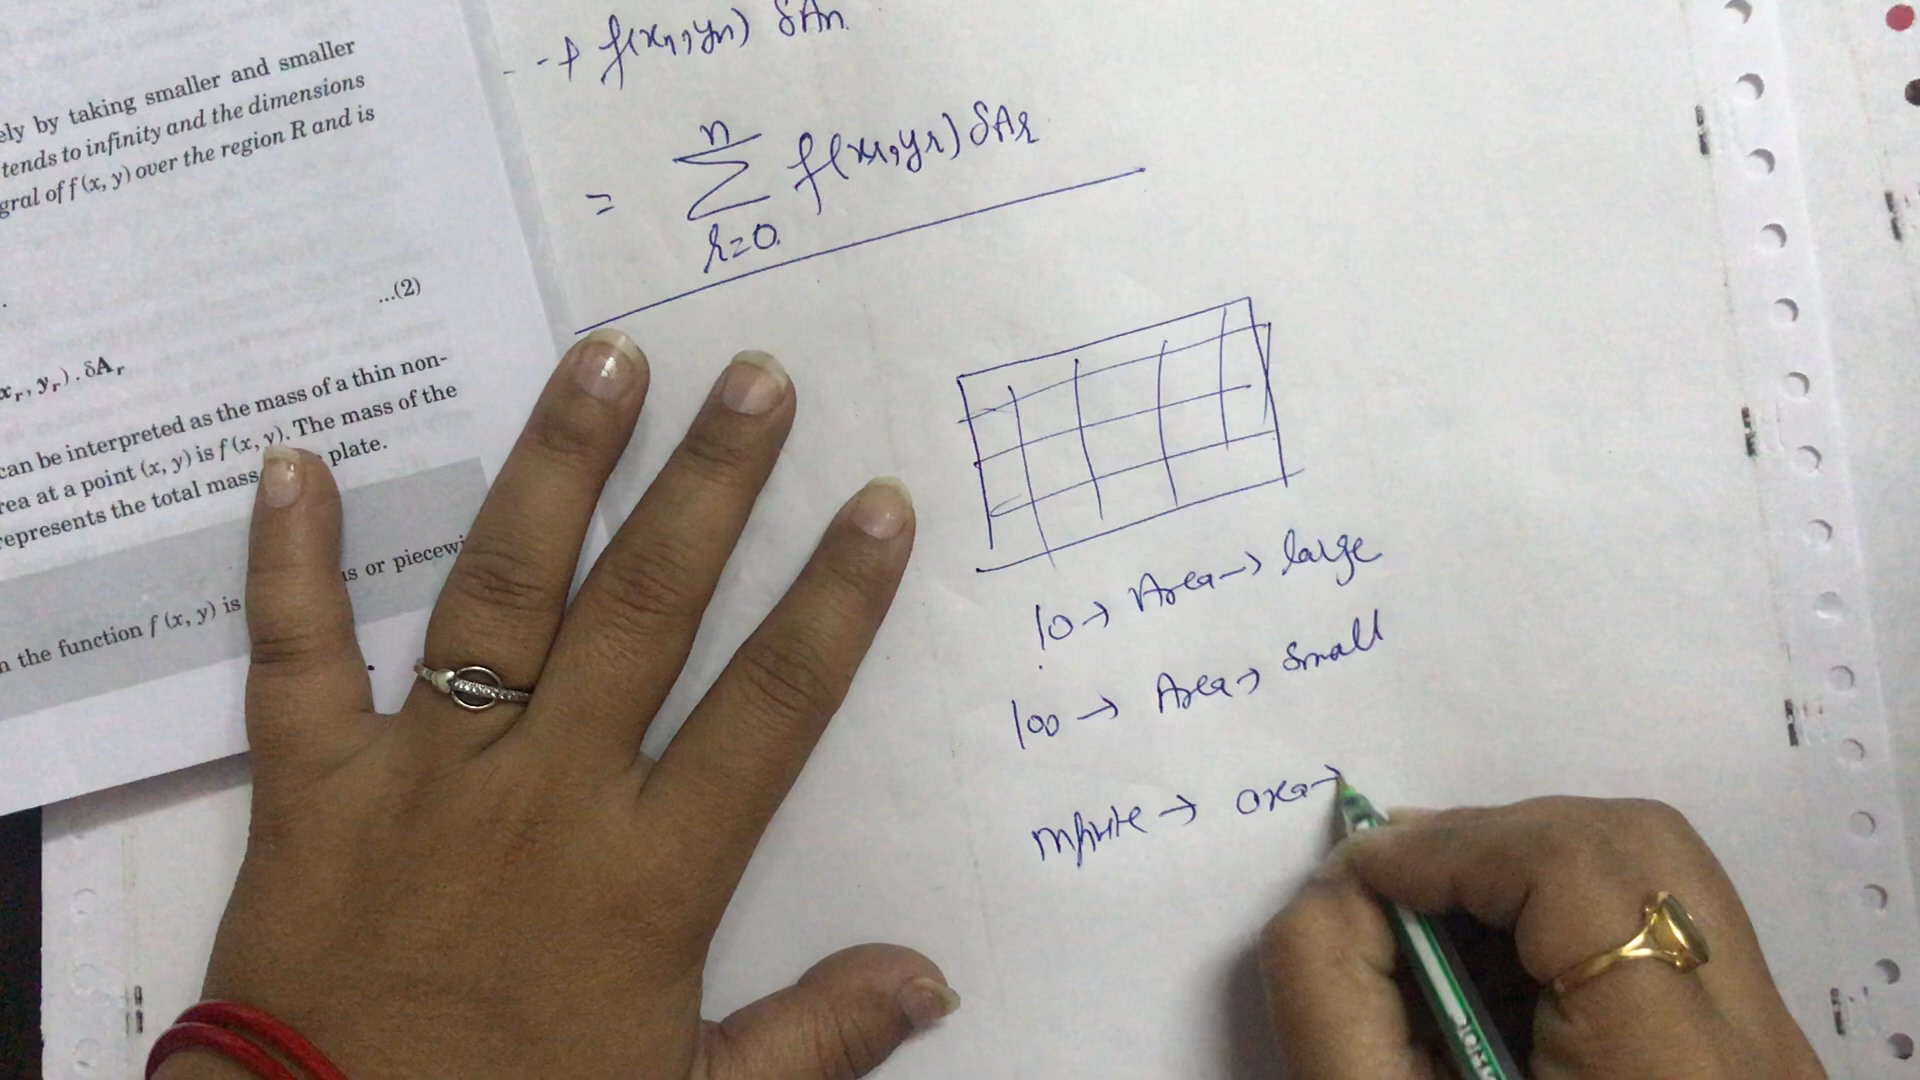 ely by taking smaller and smaller
tends to infinity and the dimensions
gral of f (x, y) over the region R and is
...(2)
x_r, y_r) . δA_r
can be interpreted as the mass of a thin non-
rea at a point (x, y) is f (x, y). The mass of the
epresents the total mass plate.
is or piecewi
n the function f (x, y) is
--+ f(xn,yn) δAn
= n ∑ r=0 f(xr,yr) δAr
10 → Area → large
100 → Area → small
infinite → area →